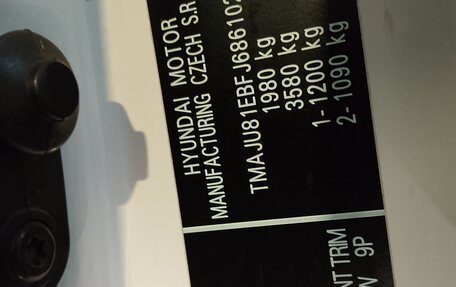 HYUNDAI MOTOR
MANUFACTURING CZECH S.R
TMAJU81EBFJ686102
1980 kg
3580 kg
1-1200 kg
2-1090 kg
NT TRIM
9P